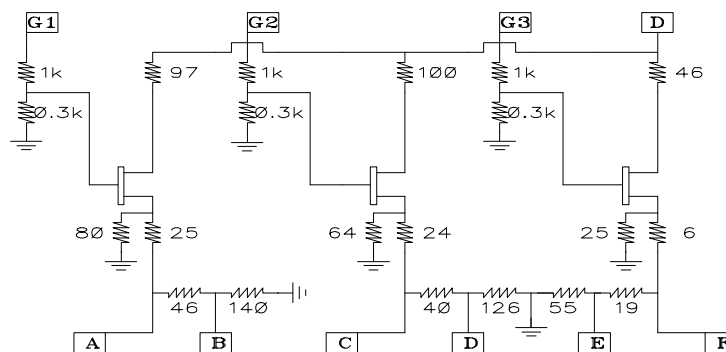 G1 G2 G3 D
1k 97 1k 100 1k 46
0.3k 0.3k 0.3k
80 25 64 24 25 6
46 140 40 126 55 19
A B C D E F